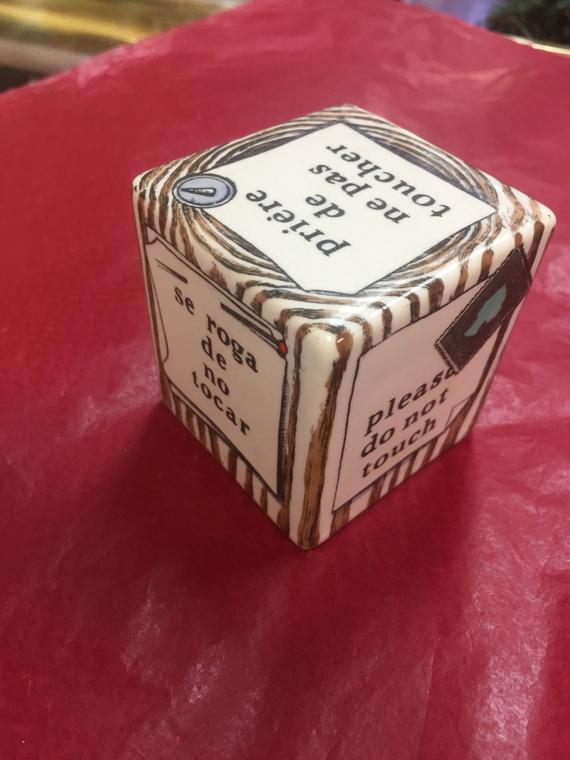 prière
de
ne pas
toucher
se roga
de
no
tocar
please
do not
touch